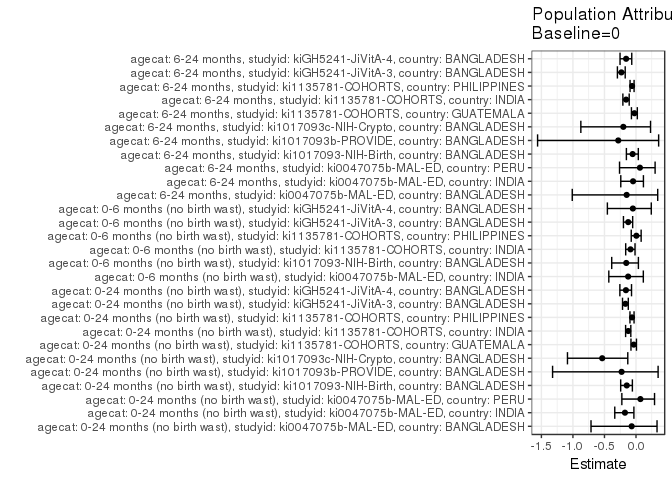 Population Attribu
Baseline=0
agecat: 6-24 months, studyid: kiGH5241-JiVitA-4, country: BANGLADESH
agecat: 6-24 months, studyid: kiGH5241-JiVitA-3, country: BANGLADESH
agecat: 6-24 months, studyid: ki1135781-COHORTS, country: PHILIPPINES
agecat: 6-24 months, studyid: ki1135781-COHORTS, country: INDIA
agecat: 6-24 months, studyid: ki1135781-COHORTS, country: GUATEMALA
agecat: 6-24 months, studyid: ki1017093c-NIH-Crypto, country: BANGLADESH
agecat: 6-24 months, studyid: ki1017093b-PROVIDE, country: BANGLADESH
agecat: 6-24 months, studyid: ki1017093-NIH-Birth, country: BANGLADESH
agecat: 6-24 months, studyid: ki0047075b-MAL-ED, country: PERU
agecat: 6-24 months, studyid: ki0047075b-MAL-ED, country: INDIA
agecat: 6-24 months, studyid: ki0047075b-MAL-ED, country: BANGLADESH
agecat: 0-6 months (no birth wast), studyid: kiGH5241-JiVitA-4, country: BANGLADESH
agecat: 0-6 months (no birth wast), studyid: kiGH5241-JiVitA-3, country: BANGLADESH
agecat: 0-6 months (no birth wast), studyid: ki1135781-COHORTS, country: PHILIPPINES
agecat: 0-6 months (no birth wast), studyid: ki1135781-COHORTS, country: INDIA
agecat: 0-6 months (no birth wast), studyid: ki1017093-NIH-Birth, country: BANGLADESH
agecat: 0-6 months (no birth wast), studyid: ki0047075b-MAL-ED, country: INDIA
agecat: 0-24 months (no birth wast), studyid: kiGH5241-JiVitA-4, country: BANGLADESH
agecat: 0-24 months (no birth wast), studyid: kiGH5241-JiVitA-3, country: BANGLADESH
agecat: 0-24 months (no birth wast), studyid: ki1135781-COHORTS, country: PHILIPPINES
agecat: 0-24 months (no birth wast), studyid: ki1135781-COHORTS, country: INDIA
agecat: 0-24 months (no birth wast), studyid: ki1135781-COHORTS, country: GUATEMALA
agecat: 0-24 months (no birth wast), studyid: ki1017093c-NIH-Crypto, country: BANGLADESH
agecat: 0-24 months (no birth wast), studyid: ki1017093b-PROVIDE, country: BANGLADESH
agecat: 0-24 months (no birth wast), studyid: ki1017093-NIH-Birth, country: BANGLADESH
agecat: 0-24 months (no birth wast), studyid: ki0047075b-MAL-ED, country: PERU
agecat: 0-24 months (no birth wast), studyid: ki0047075b-MAL-ED, country: INDIA
agecat: 0-24 months (no birth wast), studyid: ki0047075b-MAL-ED, country: BANGLADESH
-1.5 -1.0 -0.5 0.0
Estimate